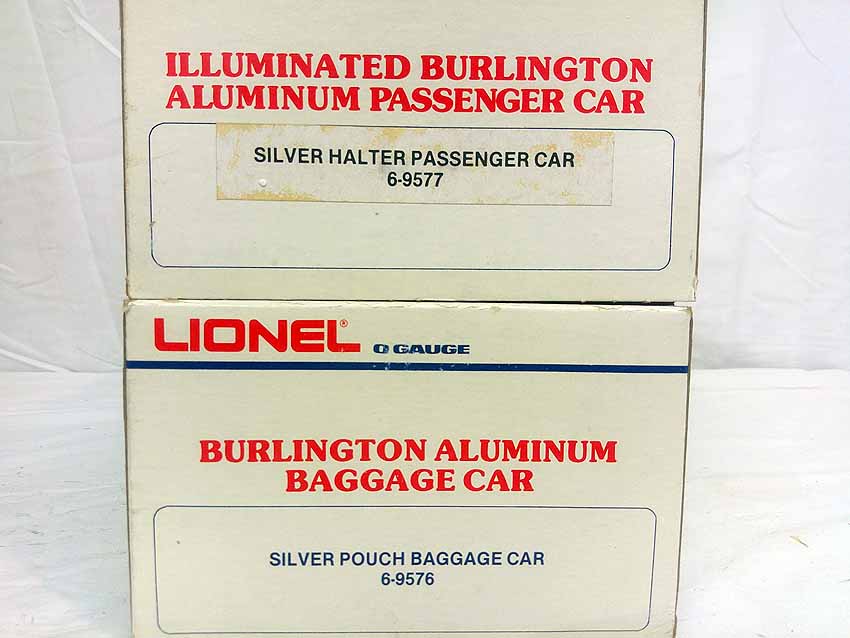 ILLUMINATED BURLINGTON
ALUMINUM PASSENGER CAR
SILVER HALTER PASSENGER CAR
6-9577
LIONEL® O GAUGE
BURLINGTON ALUMINUM
BAGGAGE CAR
SILVER POUCH BAGGAGE CAR
6-9576